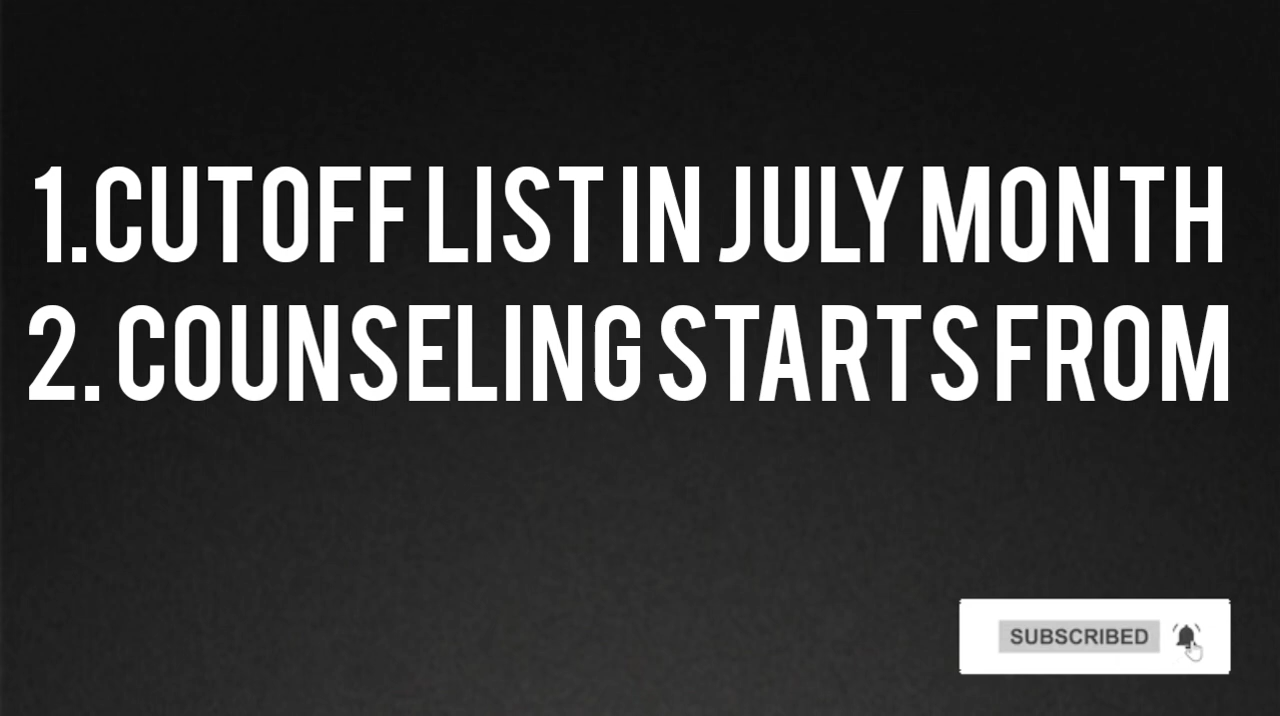 1.CUTOFF LIST IN JULY MONTH
2. COUNSELING STARTS FROM
SUBSCRIBED